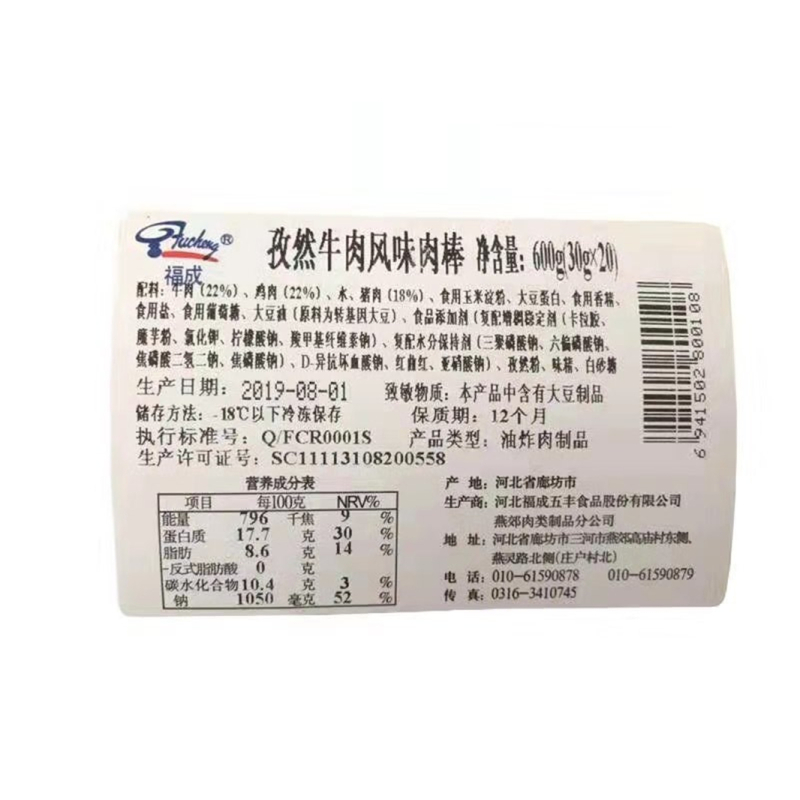 Fucheng®
福成
孜然牛肉风味肉棒 净含量: 600g(30g×20)
配料: 牛肉 (22%) 、鸡肉 (22%) 、水、猪肉 (18%) 、食用玉米淀粉、大豆蛋白、食用香精、
食用盐、食用葡萄糖、大豆油 (原料为转基因大豆) 、食品添加剂 (复配增稠稳定剂 (卡拉胶、
魔芋粉、氯化钾、柠檬酸钠、羧甲基纤维素钠) 、复配水分保持剂 (三聚磷酸钠、六偏磷酸钠、
焦磷酸二氢二钠、焦磷酸钠) 、D-异抗坏血酸钠、红曲红、亚硝酸钠) 、孜然粉、味精、白砂糖
生产日期: 2019-08-01 致敏物质: 本产品中含有大豆制品
储存方法: -18℃以下冷冻保存 保质期: 12个月
执行标准号: Q/FCR0001S 产品类型: 油炸肉制品
生产许可证号: SC11113108200558
营养成分表
项目 每100克 NRV%
能量 796 千焦 9 %
蛋白质 17.7 克 30 %
脂肪 8.6 克 14 %
-反式脂肪酸 0 克
碳水化合物 10.4 克 3 %
钠 1050 毫克 52 %
产 地: 河北省廊坊市
生产商: 河北福成五丰食品股份有限公司
燕郊肉类制品分公司
地 址: 河北省廊坊市三河市燕郊高庙村东侧,
燕灵路北侧(庄户村北)
电 话: 010-61590878 010-61590879
传 真: 0316-3410745
6 941502 800108